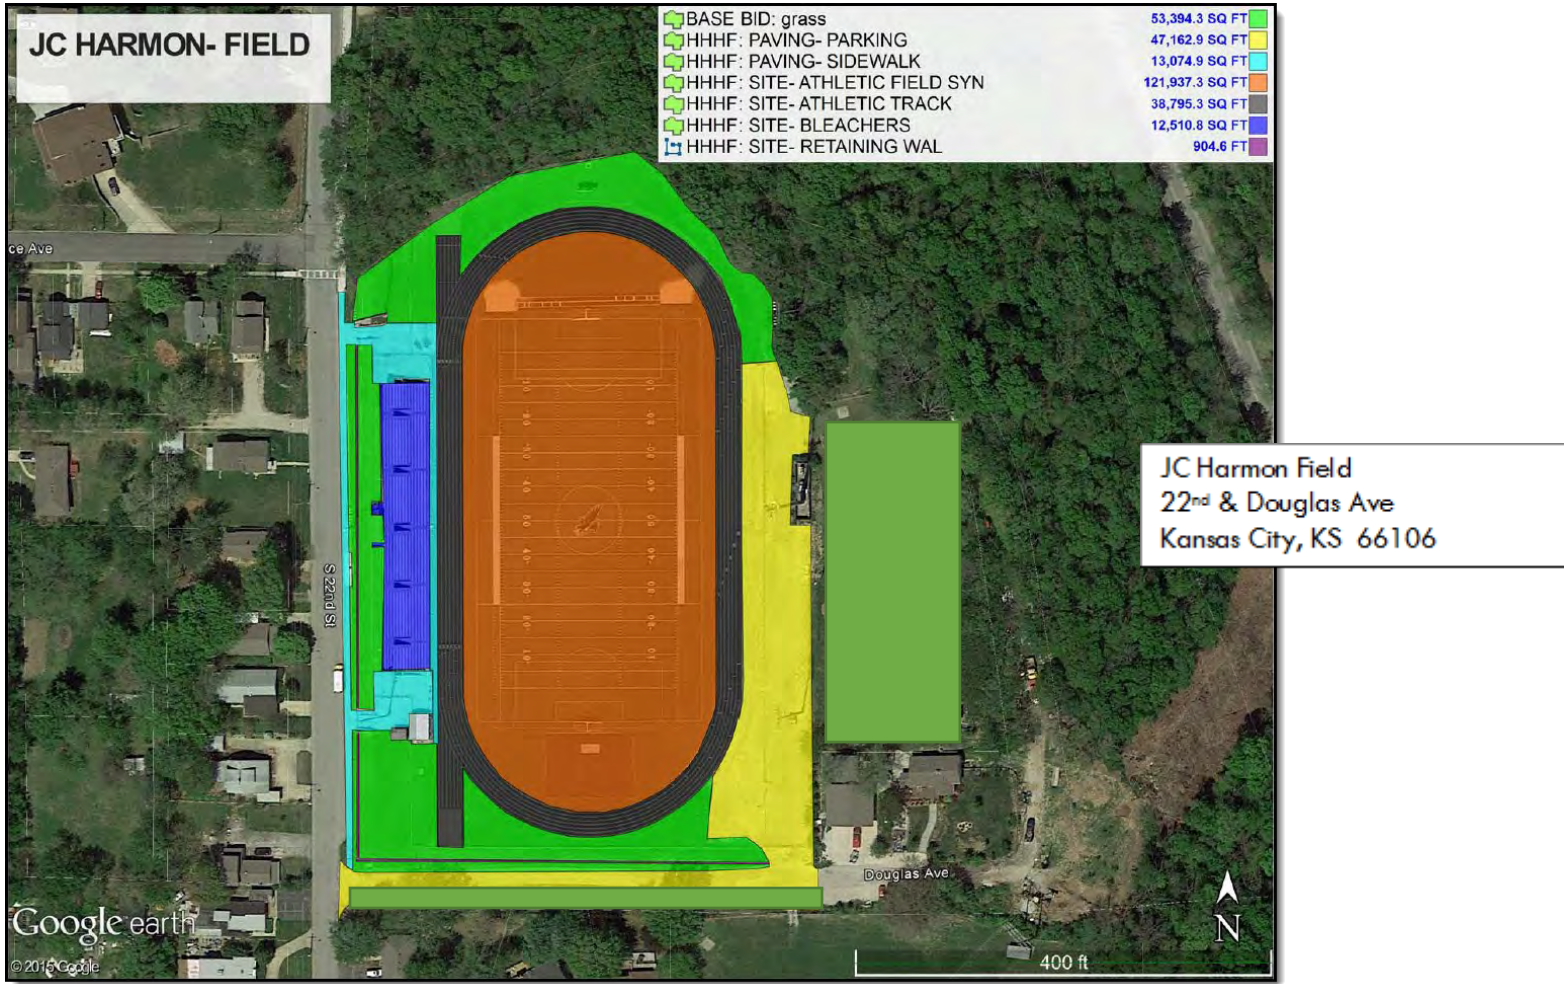 JC HARMON- FIELD
BASE BID: grass 53,394.3 SQ FT
HHHF: PAVING- PARKING 47,162.9 SQ FT
HHHF: PAVING- SIDEWALK 13,074.9 SQ FT
HHHF: SITE- ATHLETIC FIELD SYN 121,937.3 SQ FT
HHHF: SITE- ATHLETIC TRACK 38,795.3 SQ FT
HHHF: SITE- BLEACHERS 12,510.8 SQ FT
HHHF: SITE- RETAINING WAL 904.6 FT
ce Ave
JC Harmon Field
22nd & Douglas Ave
Kansas City, KS 66106
S 22nd St
Douglas Ave
N
Google earth
© 2015 Google
400 ft